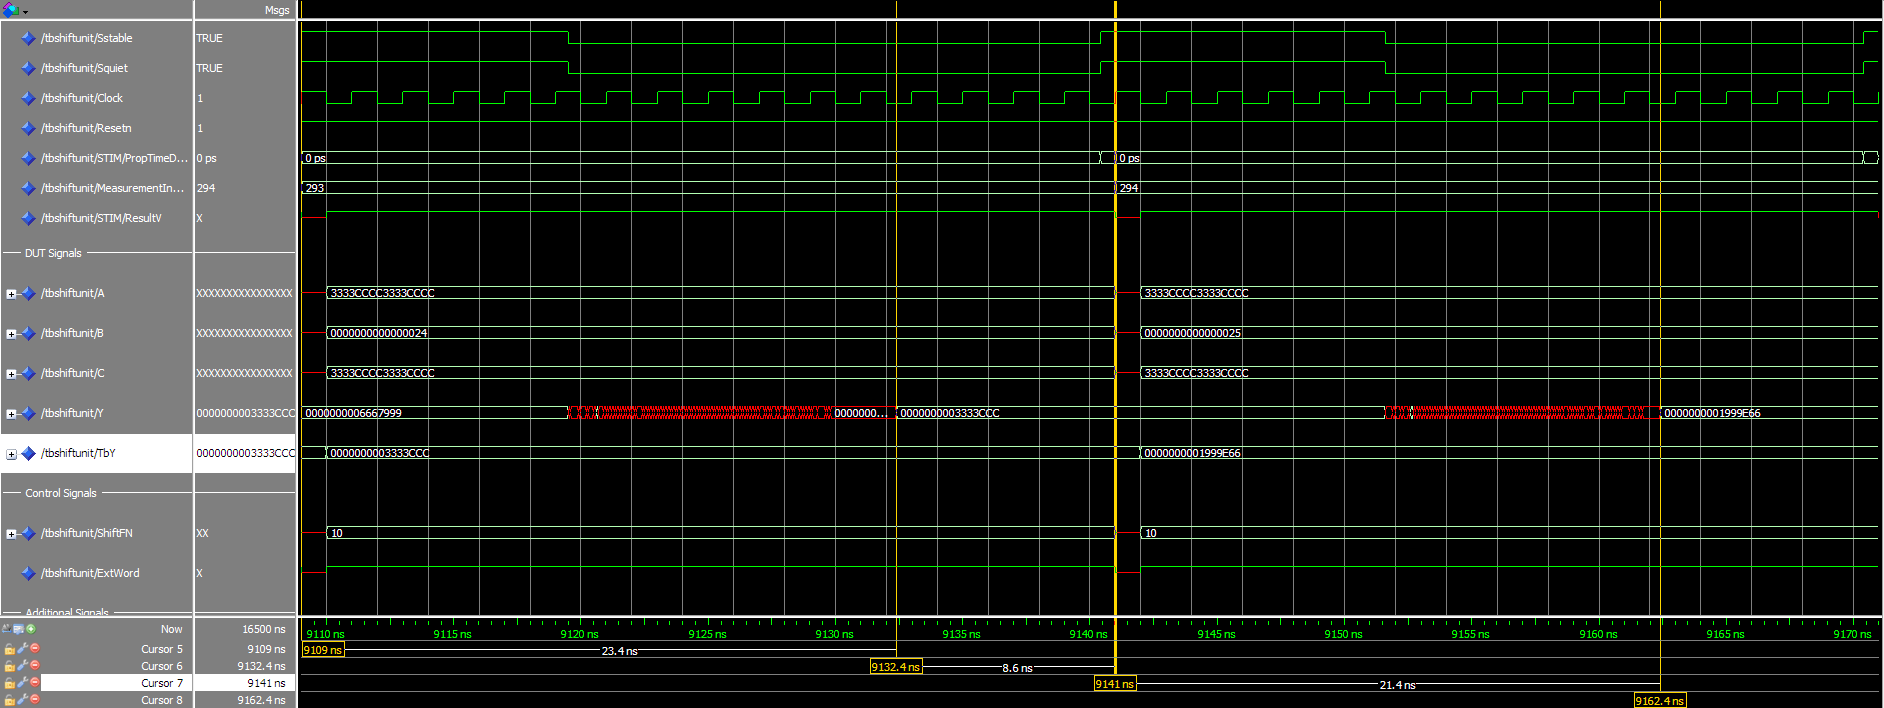 Msgs
/tbshiftunit/Sstable TRUE
/tbshiftunit/Squiet TRUE
/tbshiftunit/Clock 1
/tbshiftunit/Resetn 1
/tbshiftunit/STIM/PropTimeD... 0 ps 0 ps 0 ps
/tbshiftunit/MeasurementIn... 294 293 294
/tbshiftunit/STIM/ResultV X
DUT Signals
/tbshiftunit/A XXXXXXXXXXXXXXXX 3333CCCC3333CCCC 3333CCCC3333CCCC
/tbshiftunit/B XXXXXXXXXXXXXXXX 0000000000000024 0000000000000025
/tbshiftunit/C XXXXXXXXXXXXXXXX 3333CCCC3333CCCC 3333CCCC3333CCCC
/tbshiftunit/Y 0000000003333CCC 0000000006667999 0000000... 0000000003333CCC 0000000001999E66
/tbshiftunit/TbY 0000000003333CCC 0000000003333CCC 0000000001999E66
Control Signals
/tbshiftunit/ShiftFN XX 10 10
/tbshiftunit/ExtWord X
Additional Signals
Now 16500 ns 9110 ns 9115 ns 9120 ns 9125 ns 9130 ns 9135 ns 9140 ns 9145 ns 9150 ns 9155 ns 9160 ns 9165 ns 9170 ns
Cursor 5 9109 ns 9109 ns 23.4 ns
Cursor 6 9132.4 ns 9132.4 ns 8.6 ns
Cursor 7 9141 ns 9141 ns 21.4 ns
Cursor 8 9162.4 ns 9162.4 ns